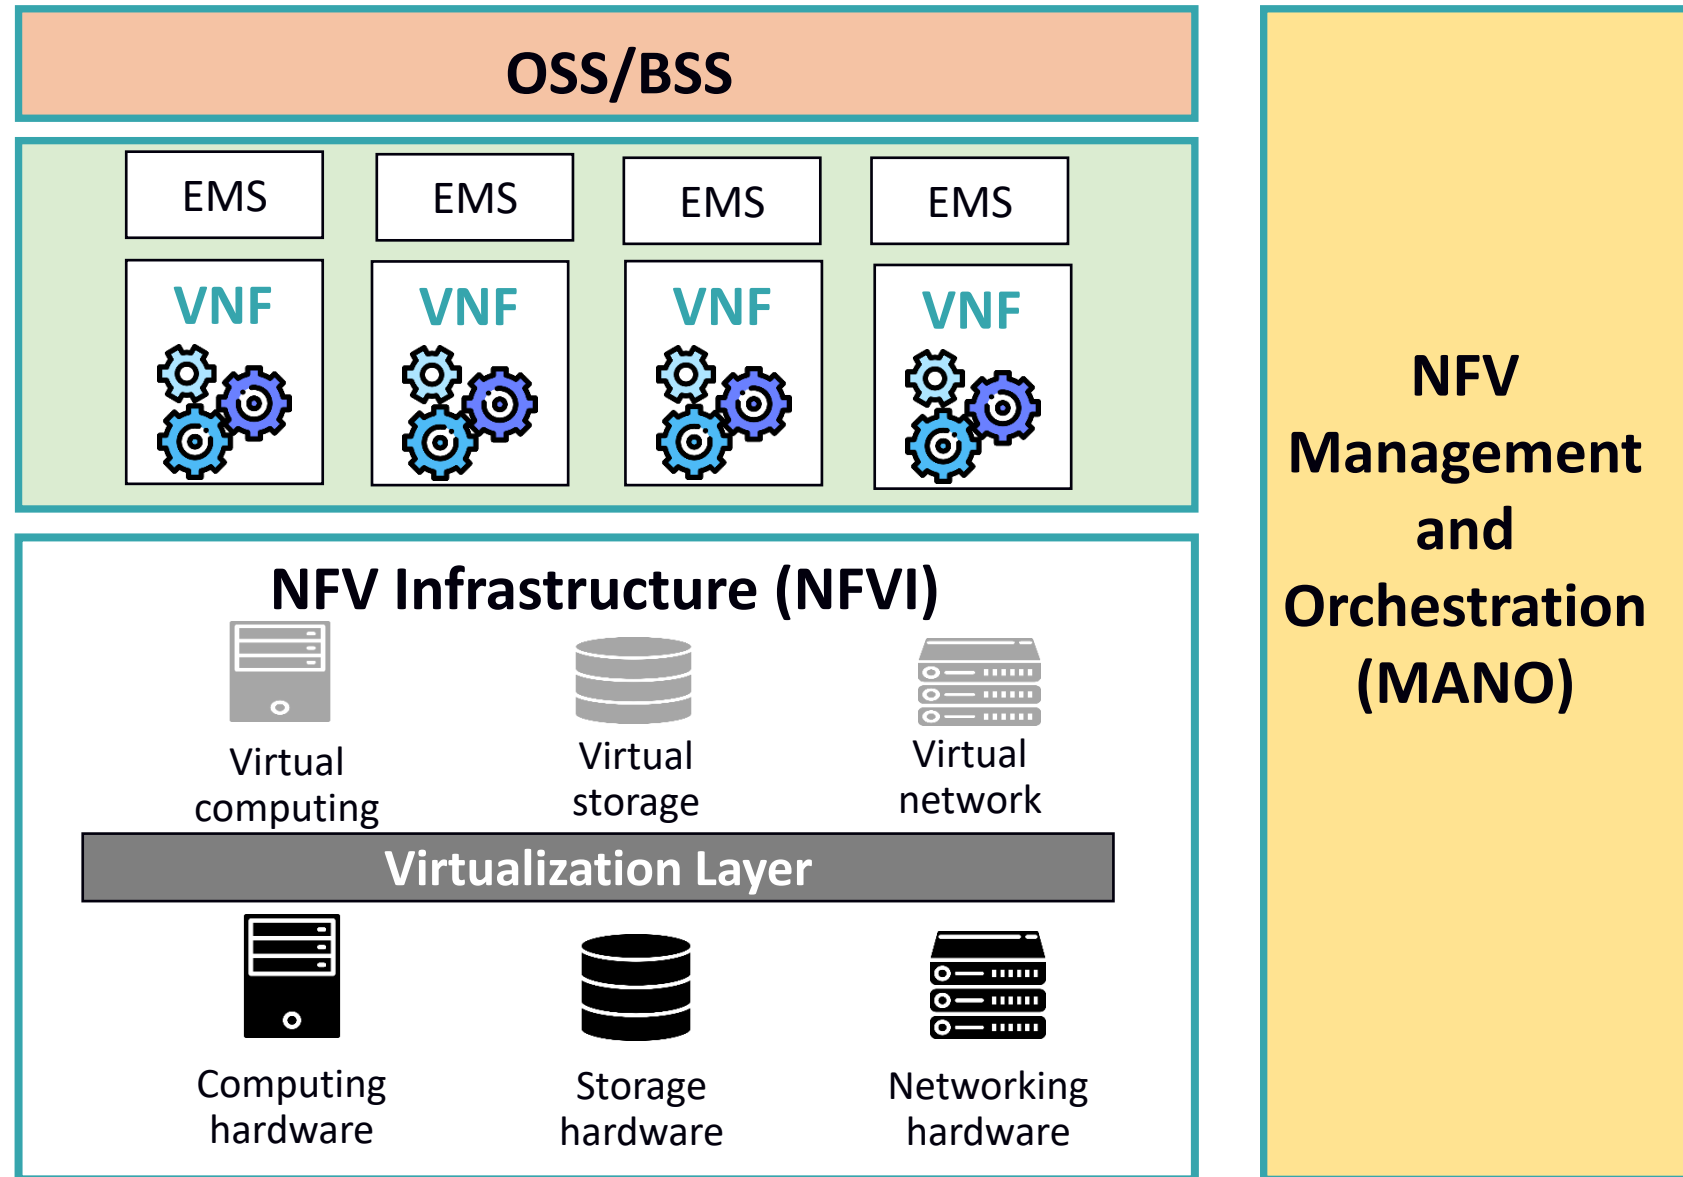 OSS/BSS
EMS
EMS
EMS
EMS
VNF
VNF
VNF
VNF
NFV Infrastructure (NFVI)
Virtual
computing
Virtual
storage
Virtual
network
Virtualization Layer
Computing
hardware
Storage
hardware
Networking
hardware
NFV
Management
and
Orchestration
(MANO)